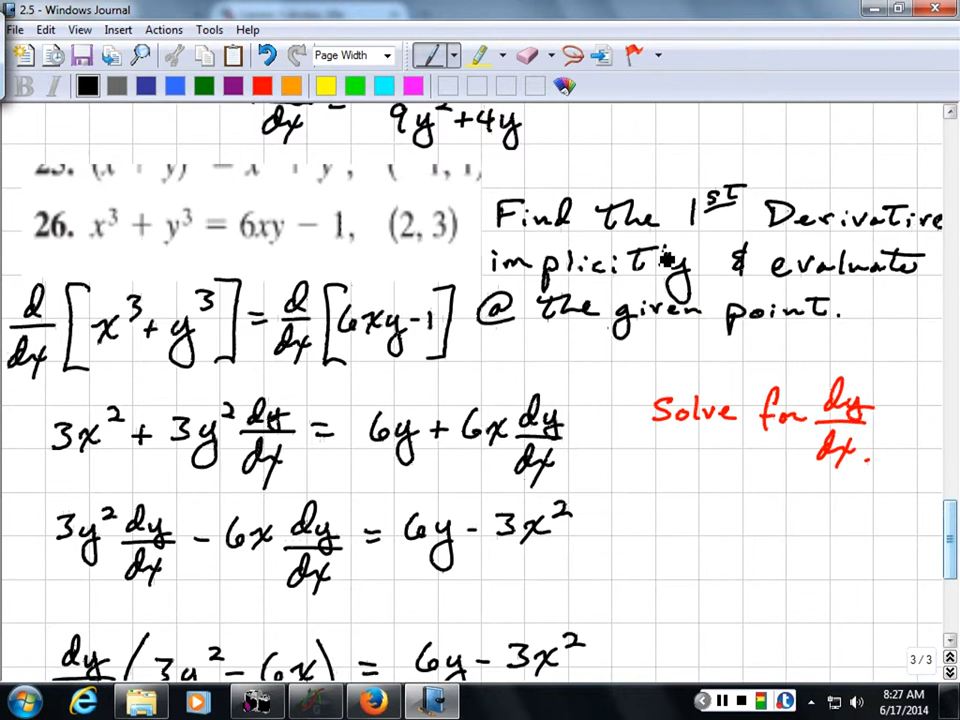 2.5 - Windows Journal
File Edit View Insert Actions Tools Help
Page Width
B I
dx = 9y² + 4y
26. x³ + y³ = 6xy − 1, (2, 3)
Find the 1ST Derivative
implicitly & evaluate
@ the given point.
d/dx [x³ + y³] = d/dx [6xy - 1]
3x² + 3y² dy/dx = 6y + 6x dy/dx
Solve for dy/dx.
3y² dy/dx - 6x dy/dx = 6y - 3x²
dy (3y² - 6x) = 6y - 3x²
3 / 3
8:27 AM
6/17/2014